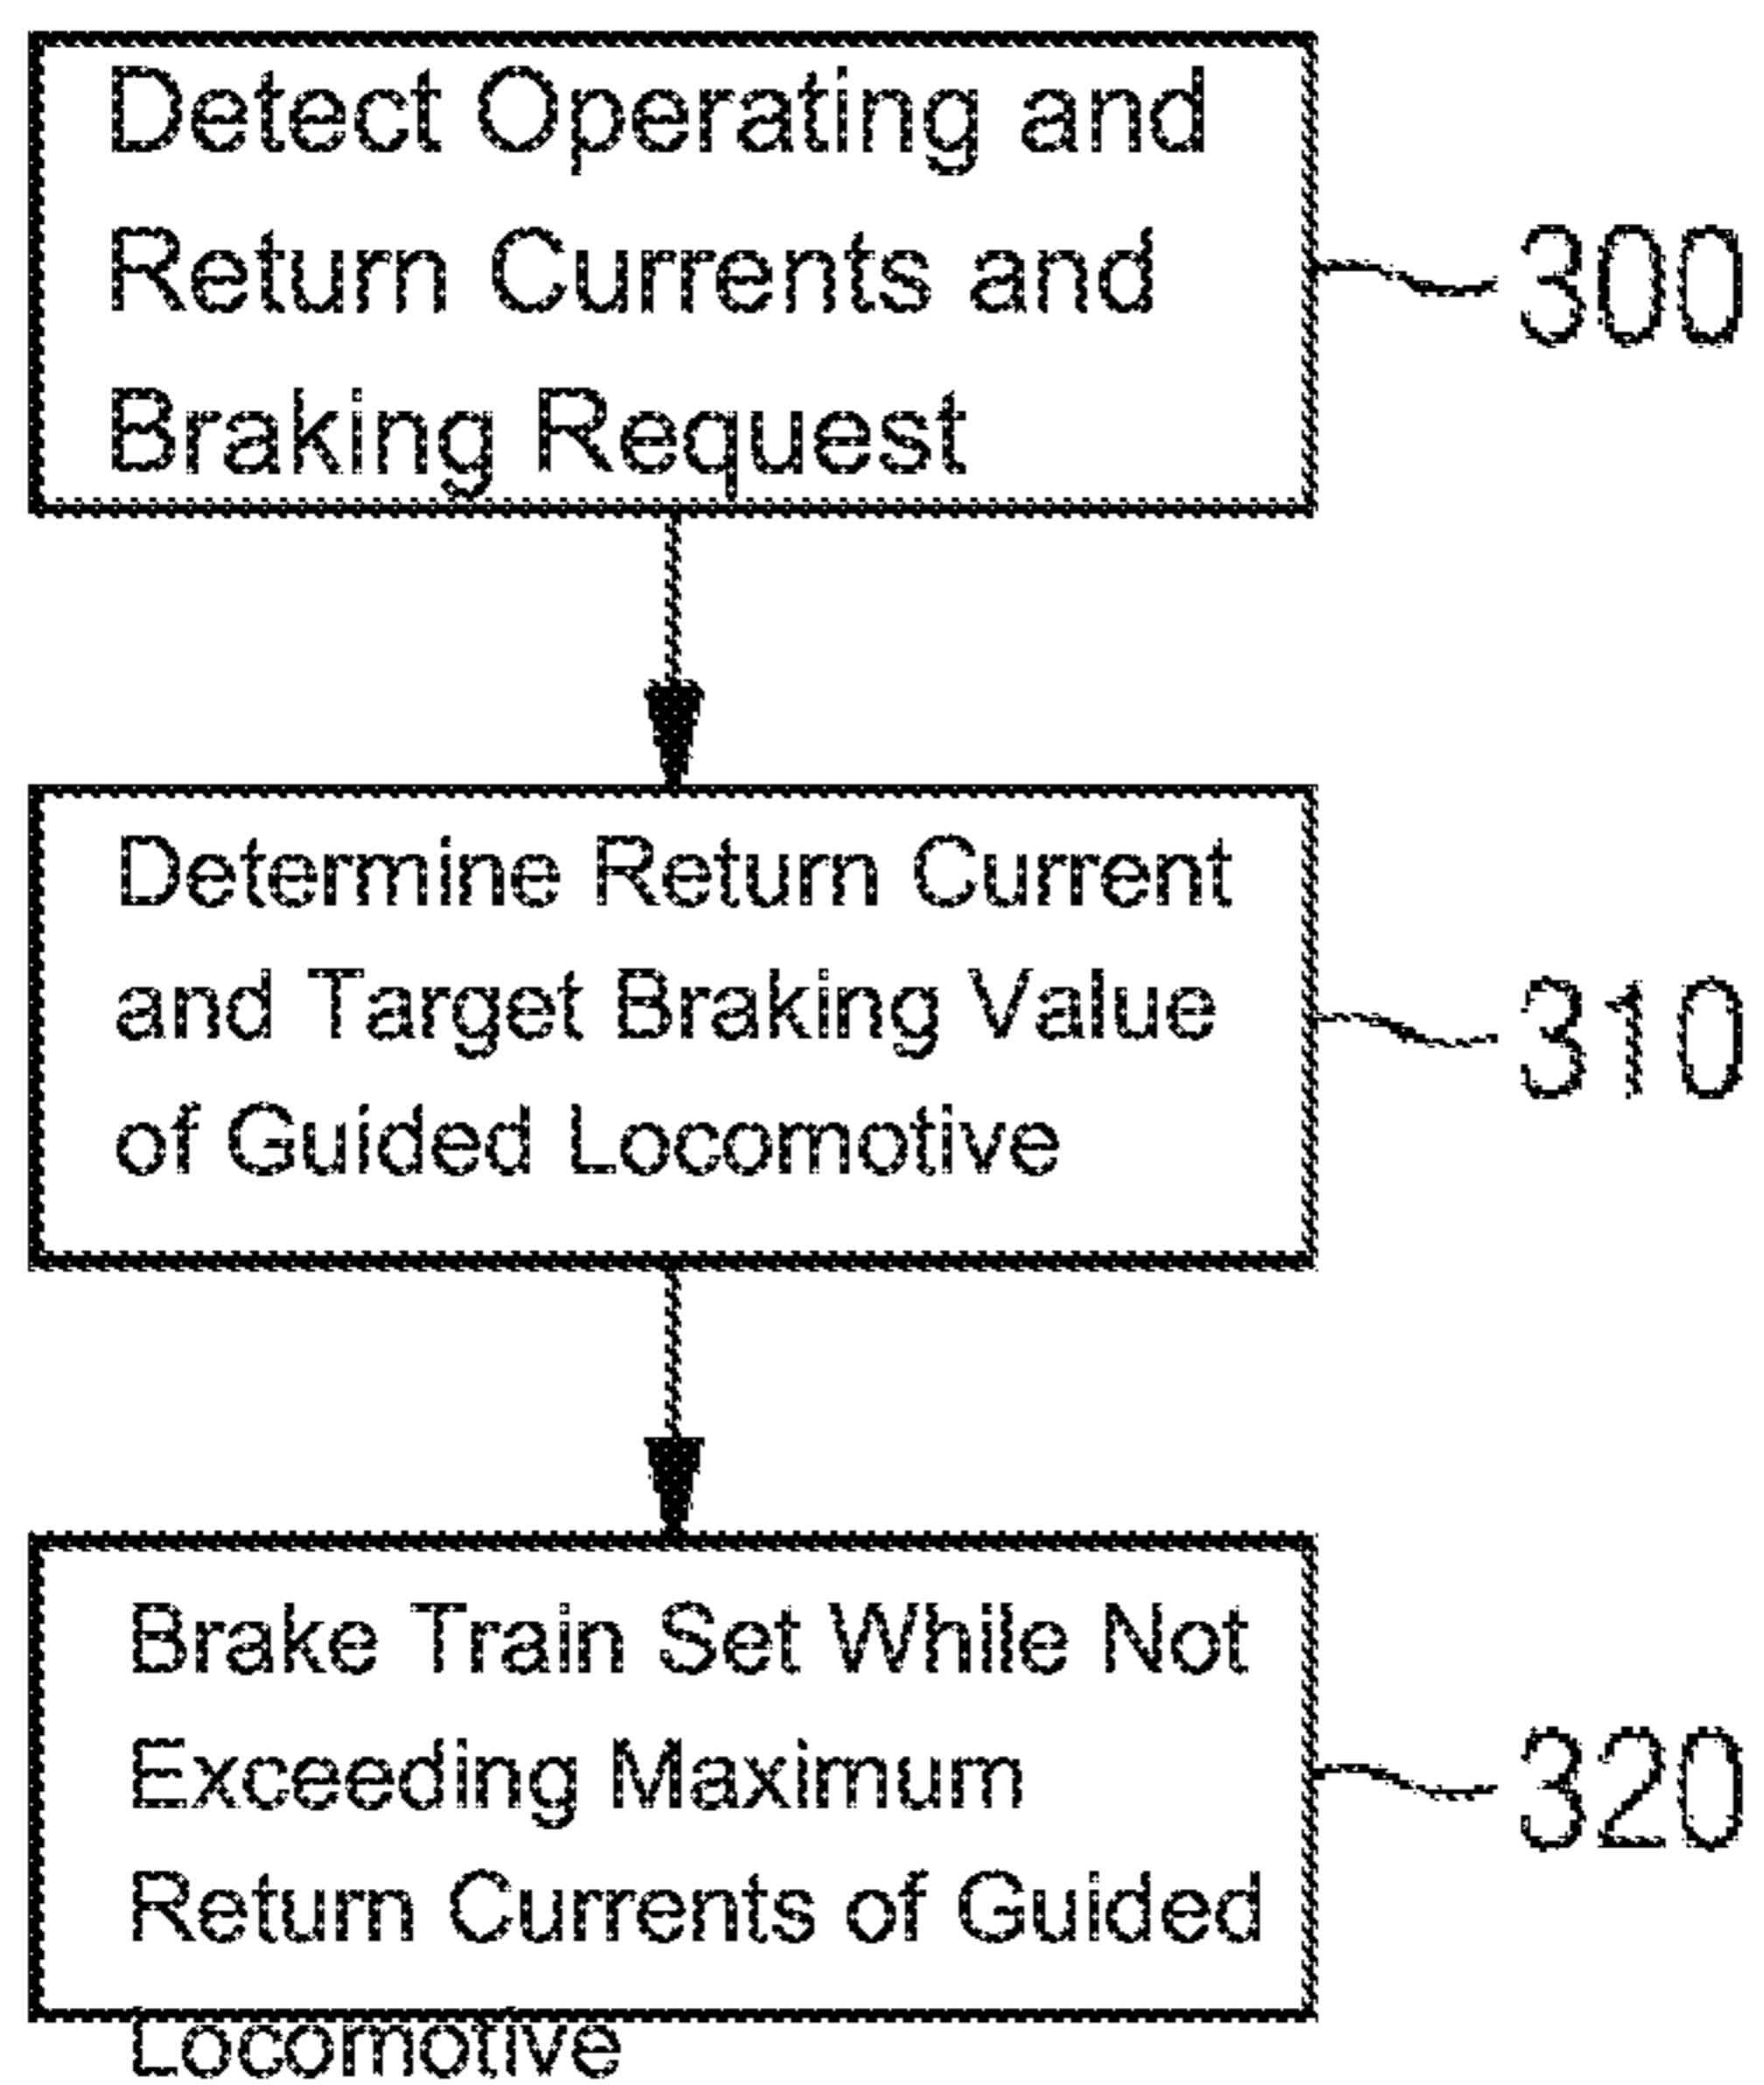 Detect Operating and
Return Currents and
Braking Request
300
Determine Return Current
and Target Braking Value
of Guided Locomotive
310
Brake Train Set While Not
Exceeding Maximum
Return Currents of Guided
Locomotive
320